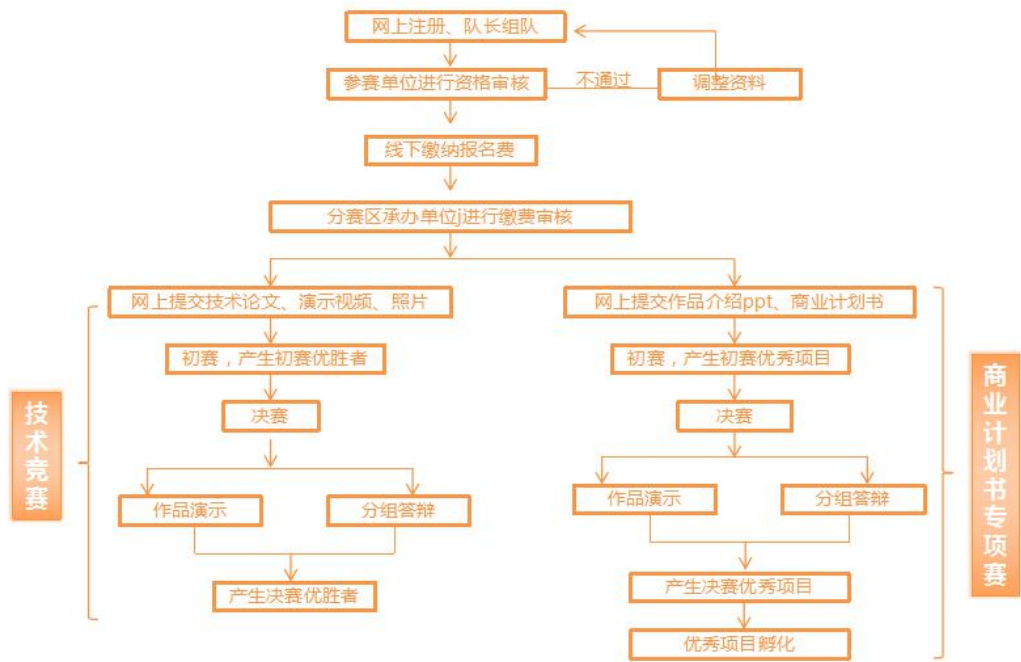 网上注册、队长组队
参赛单位进行资格审核
不通过
调整资料
线下缴纳报名费
分赛区承办单位j进行缴费审核
技术竞赛
网上提交技术论文、演示视频、照片
初赛，产生初赛优胜者
决赛
作品演示
分组答辩
产生决赛优胜者
商业计划书专项赛
网上提交作品介绍ppt、商业计划书
初赛，产生初赛优秀项目
决赛
作品演示
分组答辩
产生决赛优秀项目
优秀项目孵化